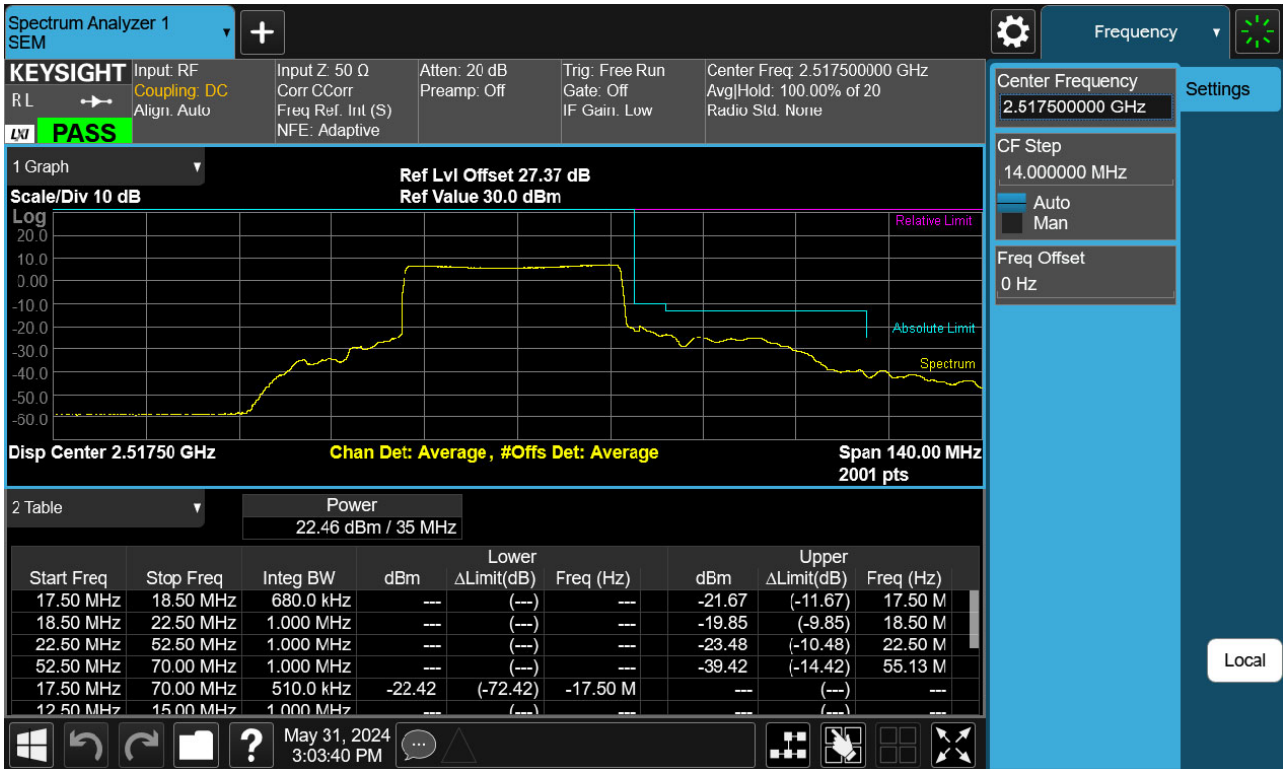 Spectrum Analyzer 1
SEM
+
Frequency
KEYSIGHT
R L
LXI
PASS
Input: RF
Coupling: DC
Align: Auto
Input Z: 50 Ω
Corr CCorr
Freq Ref: Int (S)
NFE: Adaptive
Atten: 20 dB
Preamp: Off
Trig: Free Run
Gate: Off
IF Gain: Low
Center Freq: 2.517500000 GHz
Avg|Hold: 100.00% of 20
Radio Std: None
Center Frequency
2.517500000 GHz
Settings
CF Step
14.000000 MHz
Auto
Man
Freq Offset
0 Hz
1 Graph
Scale/Div 10 dB
Ref Lvl Offset 27.37 dB
Ref Value 30.0 dBm
Log
20.0
10.0
0.00
-10.0
-20.0
-30.0
-40.0
-50.0
-60.0
Relative Limit
Absolute Limit
Spectrum
Disp Center 2.51750 GHz
Chan Det: Average , #Offs Det: Average
Span 140.00 MHz
2001 pts
2 Table
Power
22.46 dBm / 35 MHz
Lower Upper
Start Freq Stop Freq Integ BW dBm ΔLimit(dB) Freq (Hz) dBm ΔLimit(dB) Freq (Hz)
17.50 MHz 18.50 MHz 680.0 kHz --- (---) --- -21.67 (-11.67) 17.50 M
18.50 MHz 22.50 MHz 1.000 MHz --- (---) --- -19.85 (-9.85) 18.50 M
22.50 MHz 52.50 MHz 1.000 MHz --- (---) --- -23.48 (-10.48) 22.50 M
52.50 MHz 70.00 MHz 1.000 MHz --- (---) --- -39.42 (-14.42) 55.13 M
17.50 MHz 70.00 MHz 510.0 kHz -22.42 (-72.42) -17.50 M --- (---) ---
12.50 MHz 15.00 MHz 1.000 MHz --- (---) --- --- (---) ---
Local
?
May 31, 2024
3:03:40 PM